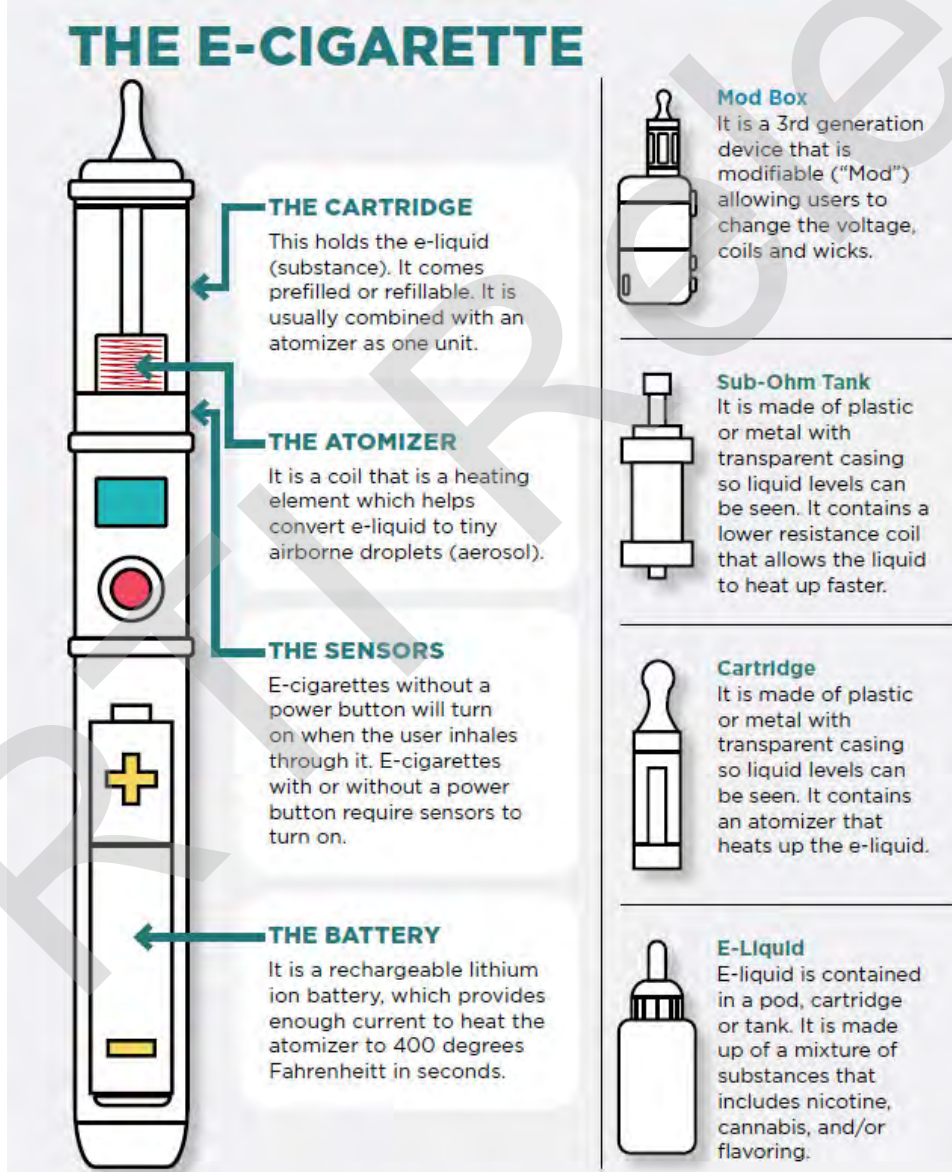 THE E-CIGARETTE
THE CARTRIDGE
This holds the e-liquid
(substance). It comes
prefilled or refillable. It is
usually combined with an
atomizer as one unit.
THE ATOMIZER
It is a coil that is a heating
element which helps
convert e-liquid to tiny
airborne droplets (aerosol).
THE SENSORS
E-cigarettes without a
power button will turn
on when the user inhales
through it. E-cigarettes
with or without a power
button require sensors to
turn on.
THE BATTERY
It is a rechargeable lithium
ion battery, which provides
enough current to heat the
atomizer to 400 degrees
Fahrenheitt in seconds.
Mod Box
It is a 3rd generation
device that is
modifiable (“Mod”)
allowing users to
change the voltage,
coils and wicks.
Sub-Ohm Tank
It is made of plastic
or metal with
transparent casing
so liquid levels can
be seen. It contains a
lower resistance coil
that allows the liquid
to heat up faster.
Cartridge
It is made of plastic
or metal with
transparent casing
so liquid levels can
be seen. It contains
an atomizer that
heats up the e-liquid.
E-Liquid
E-liquid is contained
in a pod, cartridge
or tank. It is made
up of a mixture of
substances that
includes nicotine,
cannabis, and/or
flavoring.
RTI Rele